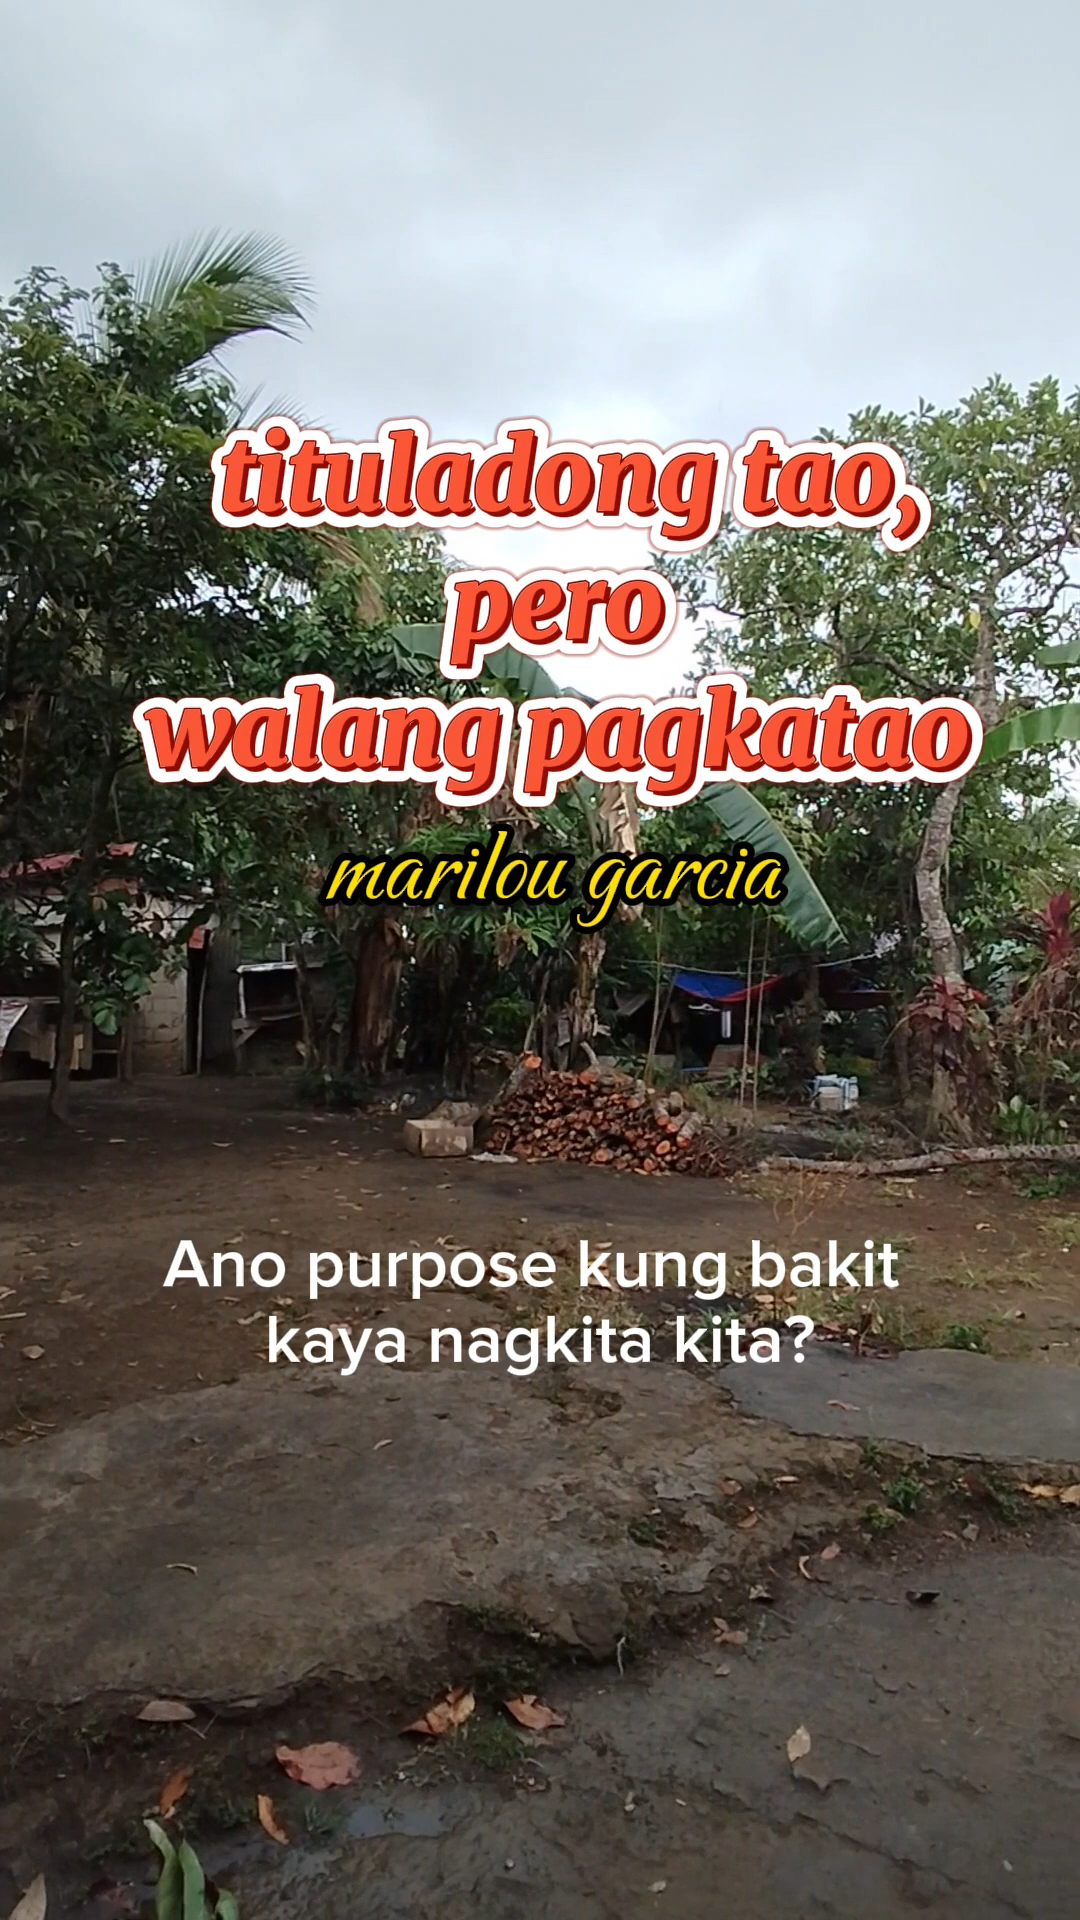 tituladong tao,
pero
walang pagkatao
marilou garcia
Ano purpose kung bakit
kaya nagkita kita?